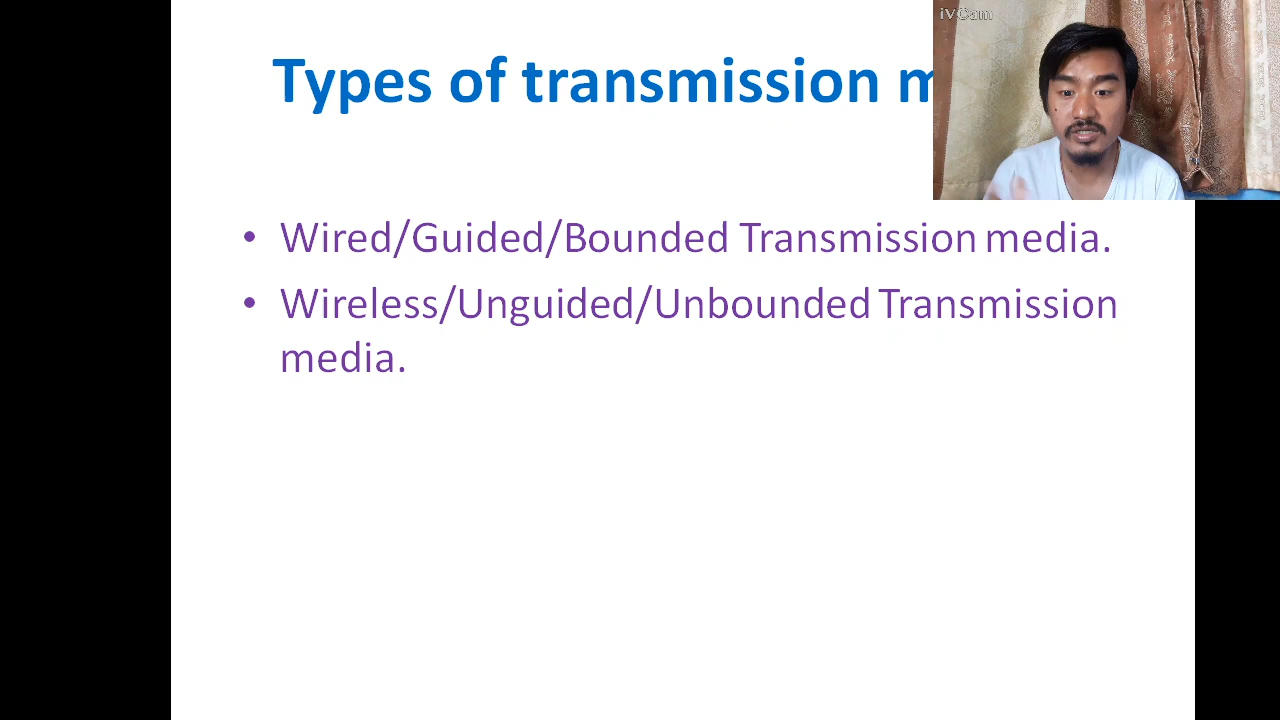 iVCam
Types of transmission m
• Wired/Guided/Bounded Transmission media.
• Wireless/Unguided/Unbounded Transmission
media.